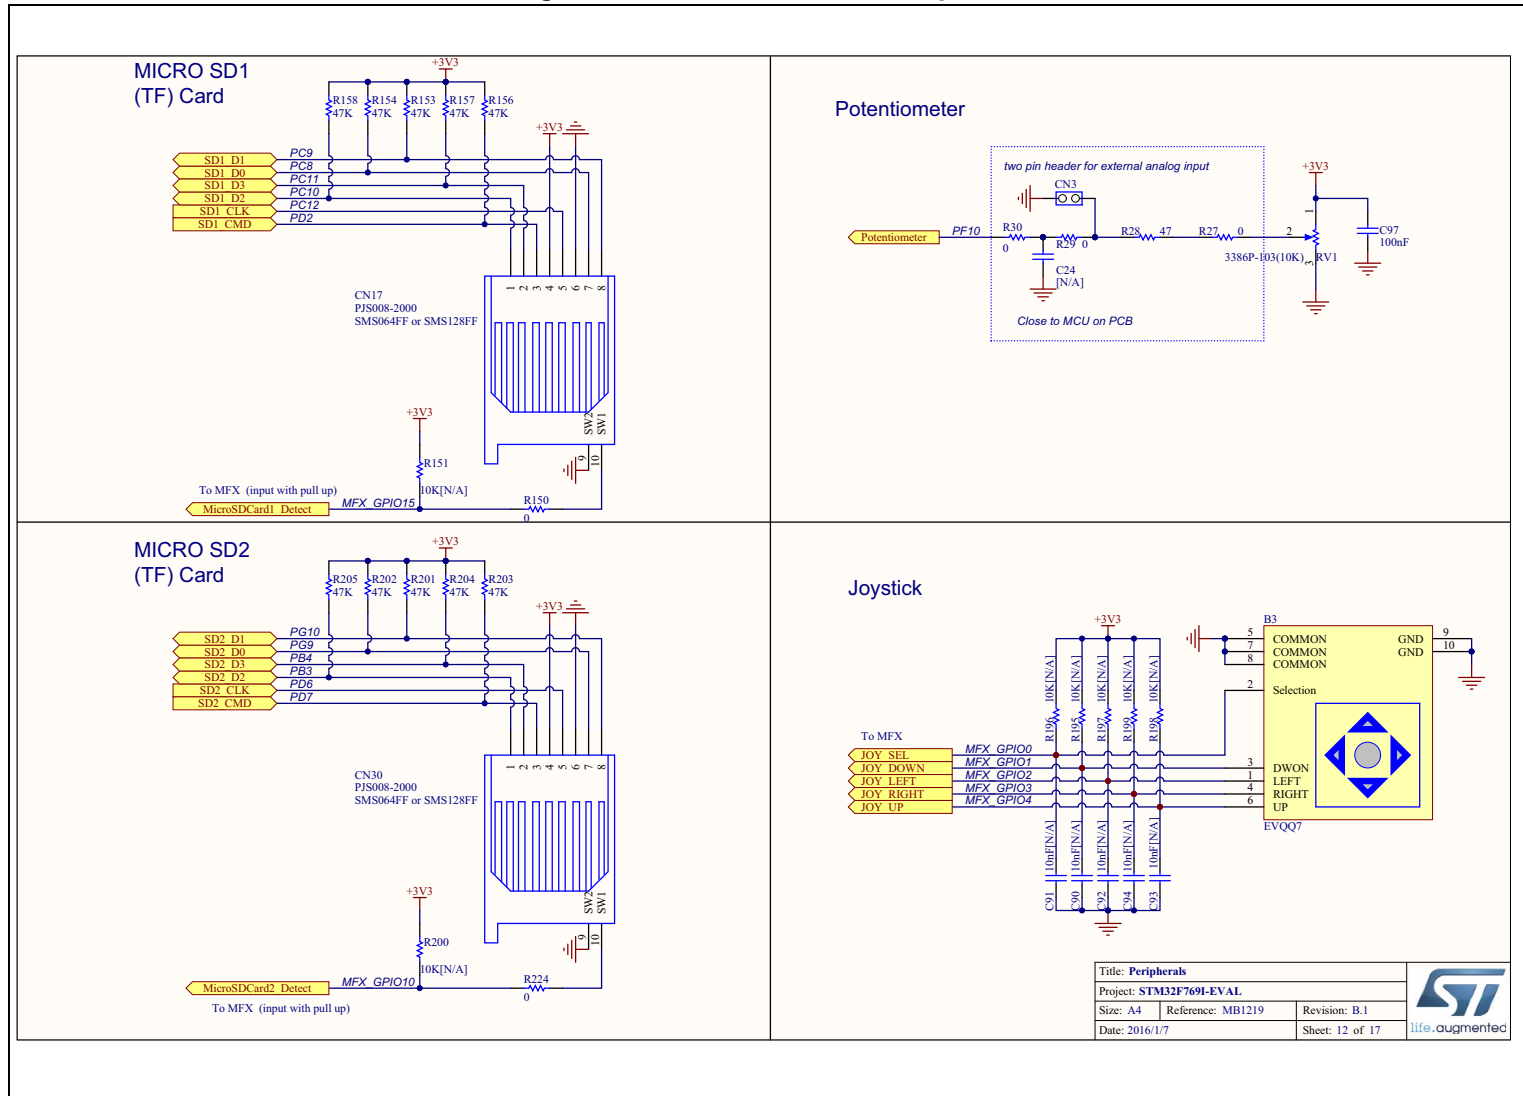 MICRO SD1
(TF) Card
+3V3
R158 R154 R153 R157 R156
47K 47K 47K 47K 47K
+3V3
SD1_D1 PC9
SD1_D0 PC8
SD1_D3 PC11
SD1_D2 PC10
SD1_CLK PC12
SD1_CMD PD2
1 2 3 4 5 6 7 8
CN17
PJS008-2000
SMS064FF or SMS128FF
SW2 SW1
9 10
+3V3
R151
10K[N/A]
To MFX (input with pull up)
MicroSDCard1_Detect MFX_GPIO15
R150
0
Potentiometer
two pin header for external analog input
CN3
Potentiometer PF10
R30
0
R29 0
R28 47
R27 0
C24
[N/A]
Close to MCU on PCB
+3V3
1
2
3
3386P-103(10K)
RV1
C97
100nF
MICRO SD2
(TF) Card
+3V3
R205 R202 R201 R204 R203
47K 47K 47K 47K 47K
+3V3
SD2_D1 PG10
SD2_D0 PG9
SD2_D3 PB4
SD2_D2 PB3
SD2_CLK PD6
SD2_CMD PD7
1 2 3 4 5 6 7 8
CN30
PJS008-2000
SMS064FF or SMS128FF
SW2 SW1
9 10
+3V3
R200
10K[N/A]
MicroSDCard2_Detect MFX_GPIO10
R224
0
To MFX (input with pull up)
Joystick
+3V3
10K[N/A] 10K[N/A] 10K[N/A] 10K[N/A] 10K[N/A]
R196 R195 R197 R199 R198
To MFX
JOY_SEL MFX_GPIO0
JOY_DOWN MFX_GPIO1
JOY_LEFT MFX_GPIO2
JOY_RIGHT MFX_GPIO3
JOY_UP MFX_GPIO4
10nF[N/A] 10nF[N/A] 10nF[N/A] 10nF[N/A] 10nF[N/A]
C91 C90 C92 C94 C93
B3
5 COMMON GND 9
7 COMMON GND 10
8 COMMON
2 Selection
3 DWON
1 LEFT
4 RIGHT
6 UP
EVQQ7
Title: Peripherals
Project: STM32F769I-EVAL
Size: A4 Reference: MB1219 Revision: B.1
Date: 2016/1/7 Sheet: 12 of 17
ST
life.augmented